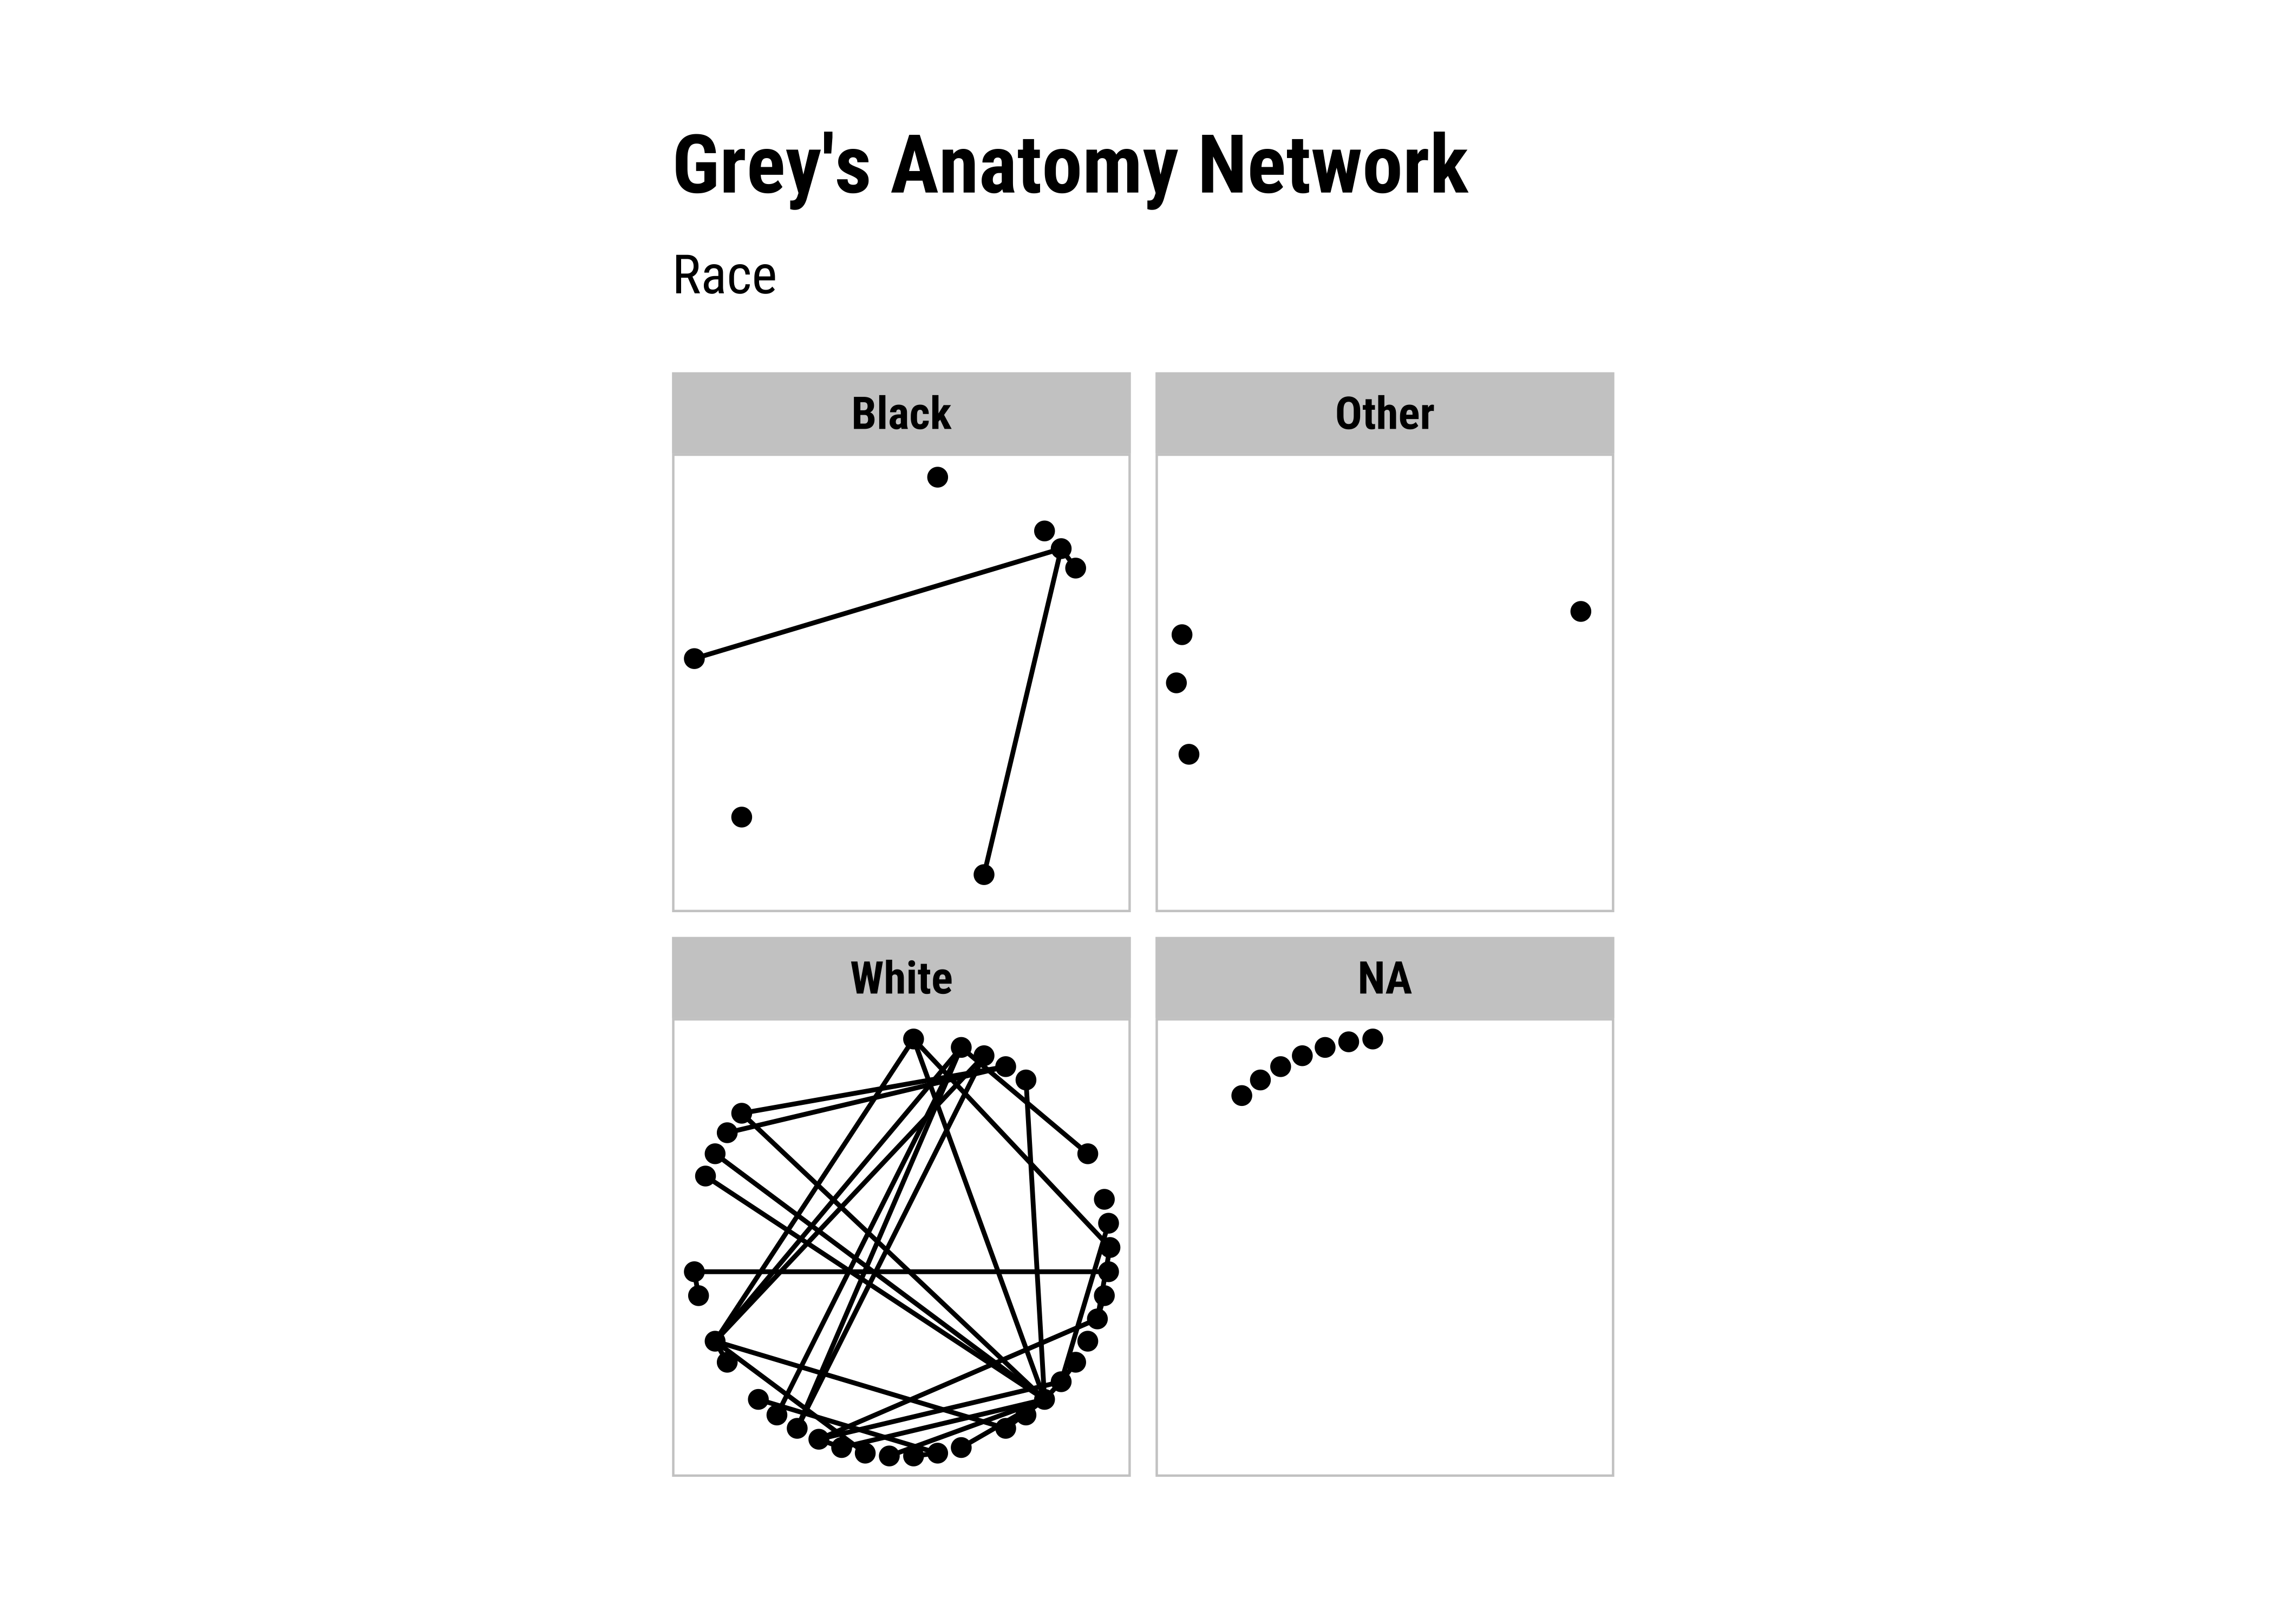 Grey's Anatomy Network
Race
Black
Other
White
NA